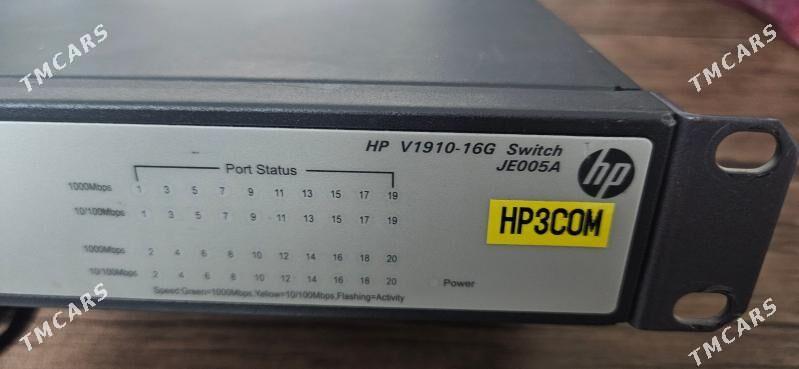 TMCARS
TMCARS
HP V1910-16G Switch
JE005A
hp
HP3COM
Port Status
1000Mbps 1 3 5 7 9 11 13 15 17 19
10/100Mbps 1 3 5 7 9 11 13 15 17 19
1000Mbps 2 4 6 8 10 12 14 16 18 20
10/100Mbps 2 4 6 8 10 12 14 16 18 20
Power
Speed:Green=1000Mbps,Yellow=10/100Mbps,Flashing=Activity
TMCARS
TMCARS